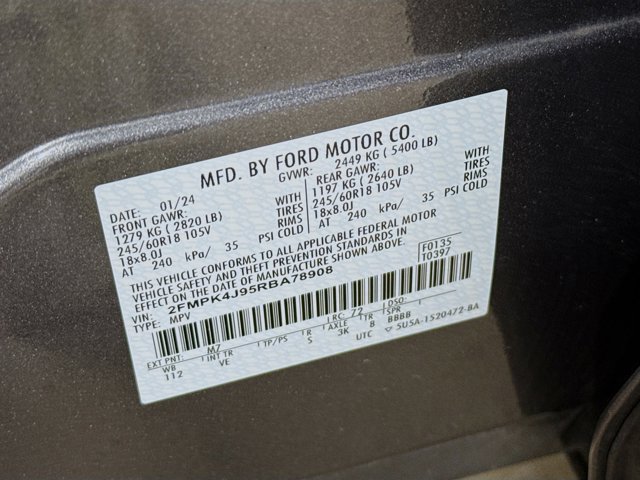 MFD. BY FORD MOTOR CO.
DATE: 01/24 GVWR: 2449 KG ( 5400 LB)
FRONT GAWR: WITH REAR GAWR: WITH
1279 KG ( 2820 LB) TIRES 1197 KG ( 2640 LB) TIRES
245/60R18 105V RIMS 245/60R18 105V RIMS
18x8.0J 18x8.0J
AT 240 kPa/ 35 PSI COLD AT 240 kPa/ 35 PSI COLD
THIS VEHICLE CONFORMS TO ALL APPLICABLE FEDERAL MOTOR
VEHICLE SAFETY AND THEFT PREVENTION STANDARDS IN
EFFECT ON THE DATE OF MANUFACTURE SHOWN ABOVE.
VIN: 2FMPK4J95RBA78908 F0135
TYPE: MPV T0397
EXT PNT: M7 RC: 72 DSO:
WB INT TR TP/PS R AXLE TR SPR
112 VE S 3K 8 BBBB
UTC 5U5A-1520472-BA